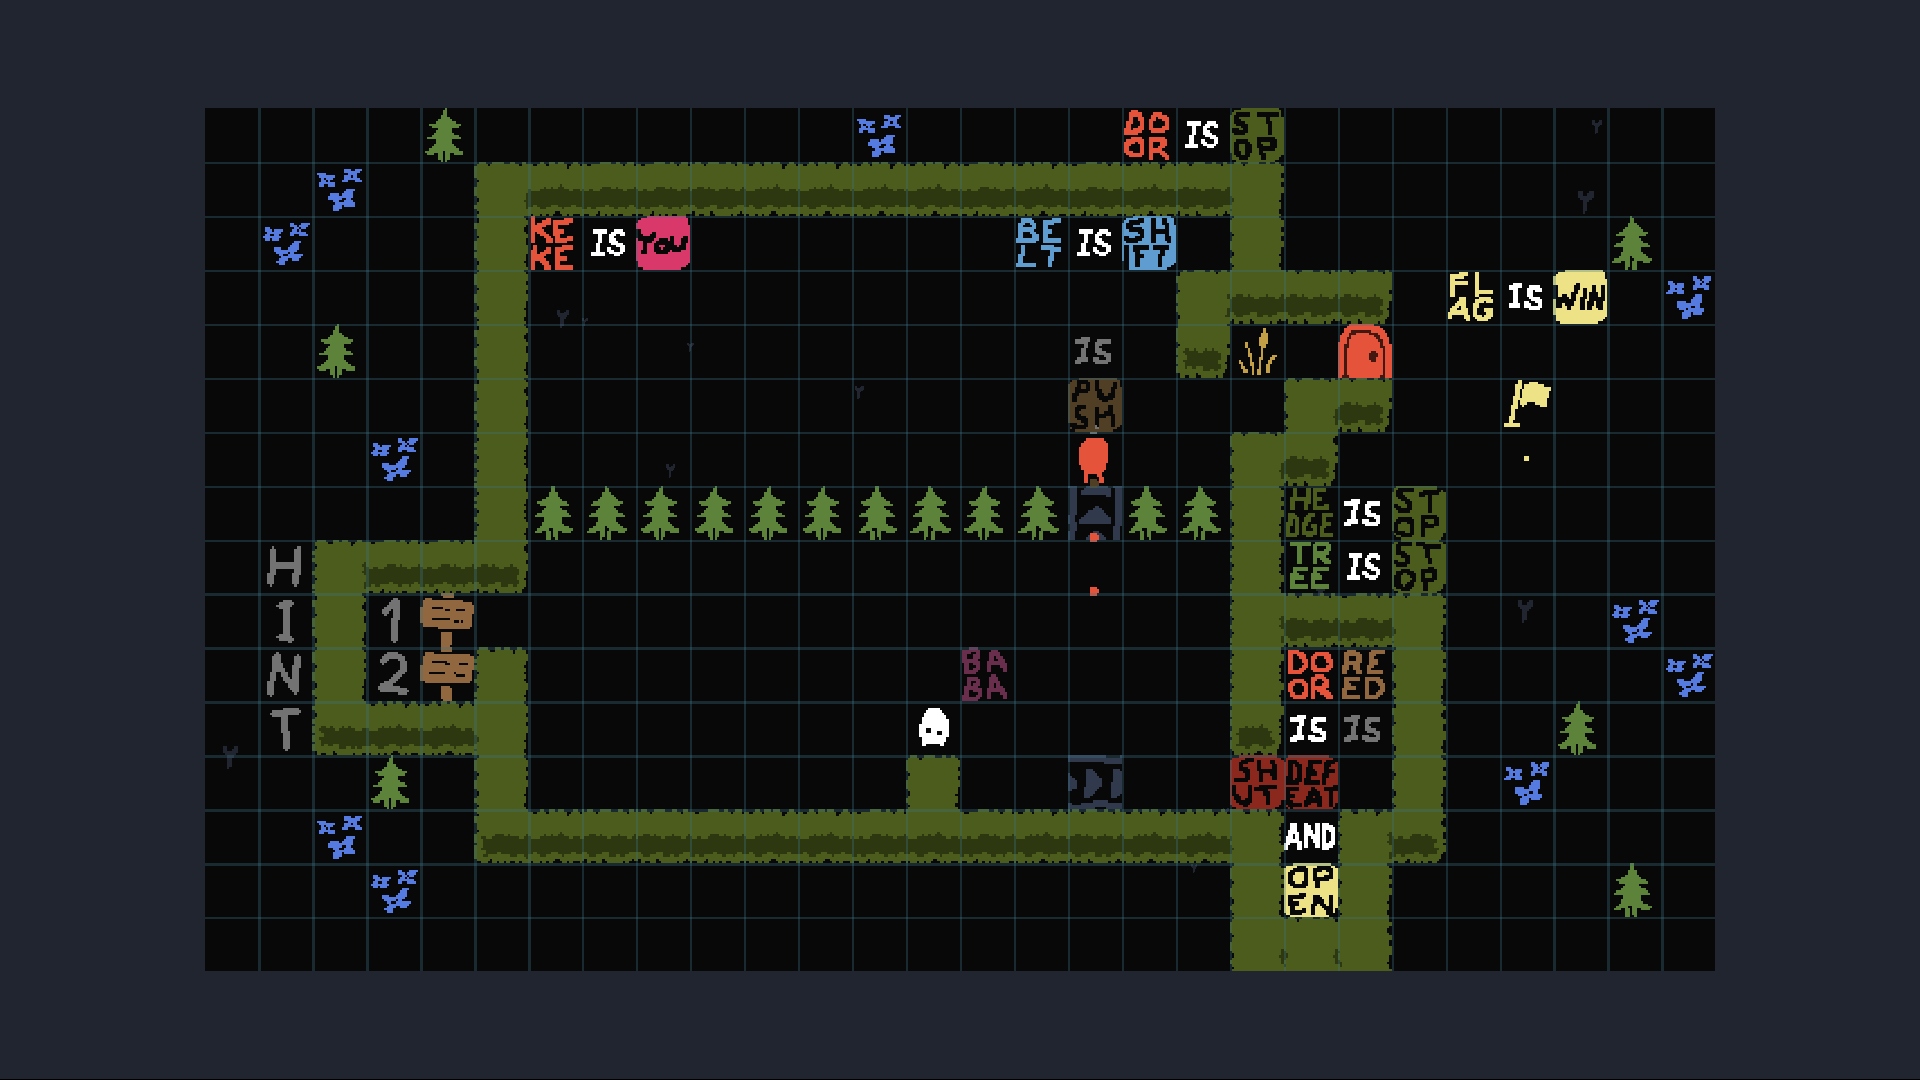 DOOR IS STOP
KEKE IS YOU
BELT IS SHIFT
FLAG IS WIN
IS
PUSH
HEDGE IS STOP
TREE IS STOP
HINT
1
2
BABA
DOOR REED
IS IS
SHUT DEFEAT
AND
OPEN